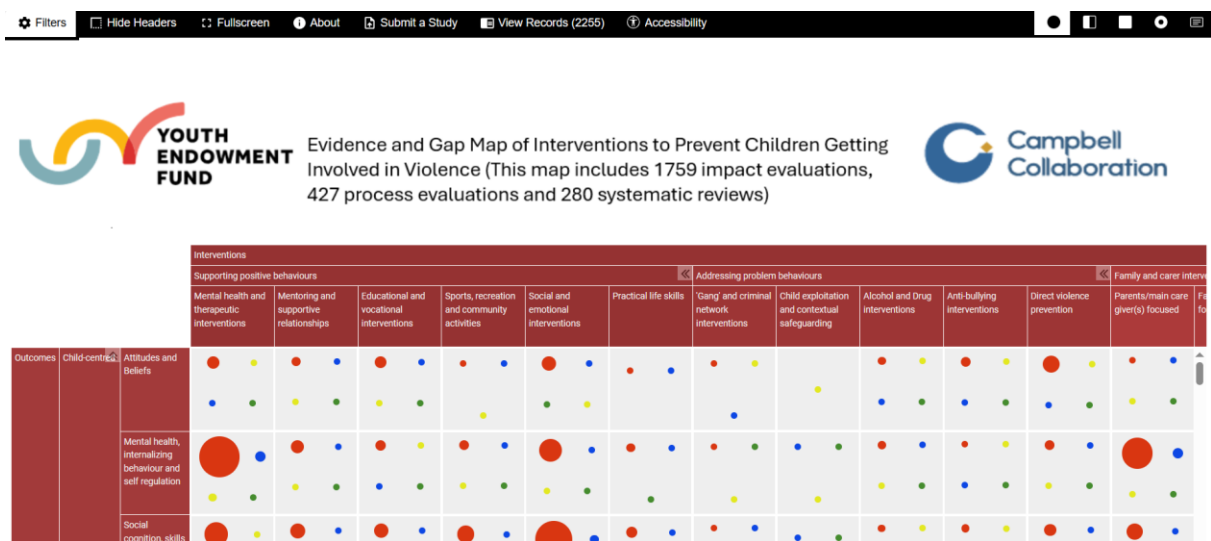 Filters
Hide Headers
Fullscreen
About
Submit a Study
View Records (2255)
Accessibility
YOUTH
ENDOWMENT
FUND
Evidence and Gap Map of Interventions to Prevent Children Getting
Involved in Violence (This map includes 1759 impact evaluations,
427 process evaluations and 280 systematic reviews)
Campbell
Collaboration
Interventions
Supporting positive behaviours
Addressing problem behaviours
Family and carer interve
Mental health and
therapeutic
interventions
Mentoring and
supportive
relationships
Educational and
vocational
interventions
Sports, recreation
and community
activities
Social and
emotional
interventions
Practical life skills
'Gang' and criminal
network
interventions
Child exploitation
and contextual
safeguarding
Alcohol and Drug
interventions
Anti-bullying
interventions
Direct violence
prevention
Parents/main care
giver(s) focused
Fa
fo
Outcomes
Child-centred
Attitudes and
Beliefs
Mental health,
internalizing
behaviour and
self regulation
Social
cognition, skills